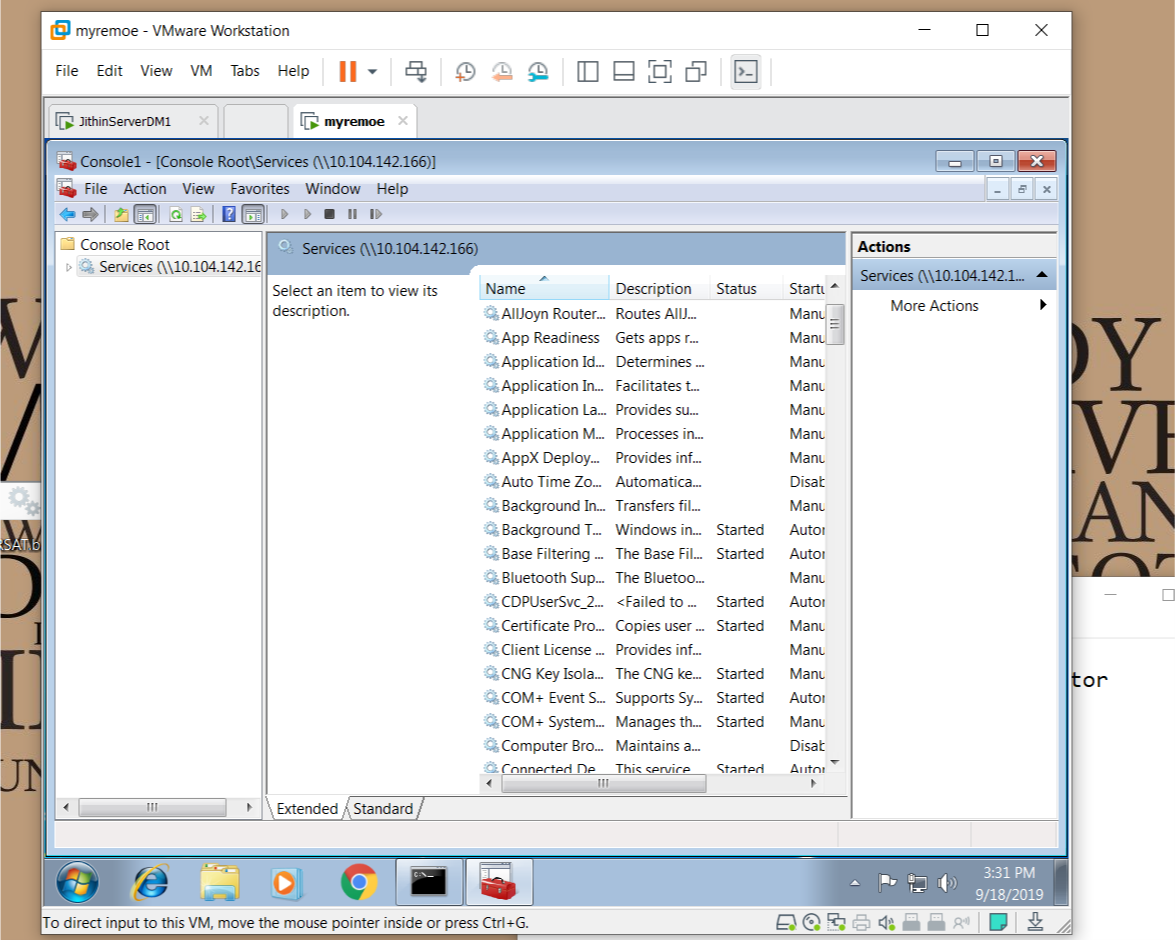 myremoe - VMware Workstation
File Edit View VM Tabs Help
JithinServerDM1
myremoe
Console1 - [Console Root\Services (\\10.104.142.166)]
File Action View Favorites Window Help
Console Root
Services (\\10.104.142.16
Services (\\10.104.142.166)
Select an item to view its
description.
Name Description Status Startu
AllJoyn Router... Routes AllJ... Manu
App Readiness Gets apps r... Manu
Application Id... Determines ... Manu
Application In... Facilitates t... Manu
Application La... Provides su... Manu
Application M... Processes in... Manu
AppX Deploy... Provides inf... Manu
Auto Time Zo... Automatica... Disab
Background In... Transfers fil... Manu
Background T... Windows in... Started Autor
Base Filtering ... The Base Fil... Started Autor
Bluetooth Sup... The Bluetoo... Manu
CDPUserSvc_2... <Failed to ... Started Autor
Certificate Pro... Copies user ... Started Manu
Client License ... Provides inf... Manu
CNG Key Isola... The CNG ke... Started Manu
COM+ Event S... Supports Sy... Started Autor
COM+ System... Manages th... Started Manu
Computer Bro... Maintains a... Disab
Connected De... This service Started Autor
Extended Standard
Actions
Services (\\10.104.142.1...
More Actions
3:31 PM
9/18/2019
To direct input to this VM, move the mouse pointer inside or press Ctrl+G.
RSAT\b
tor